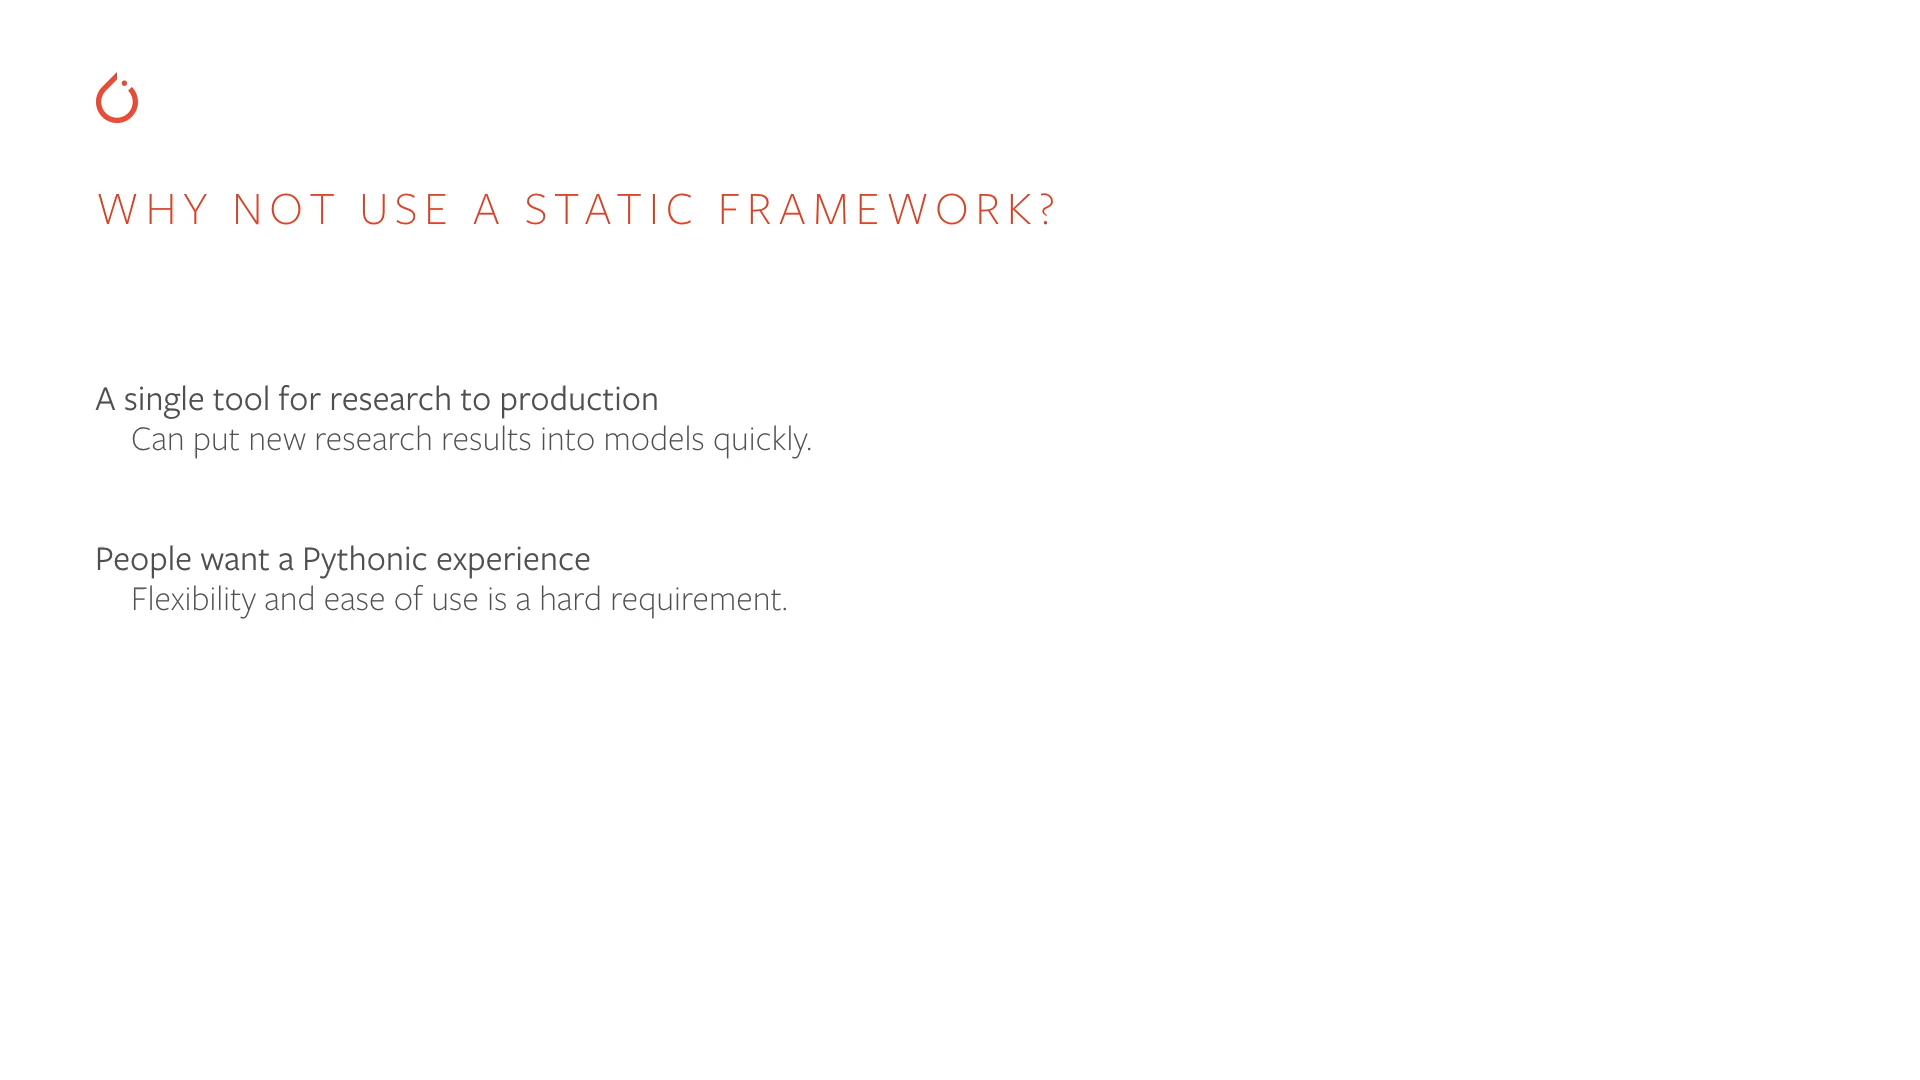 WHY NOT USE A STATIC FRAMEWORK?
A single tool for research to production
Can put new research results into models quickly.
People want a Pythonic experience
Flexibility and ease of use is a hard requirement.